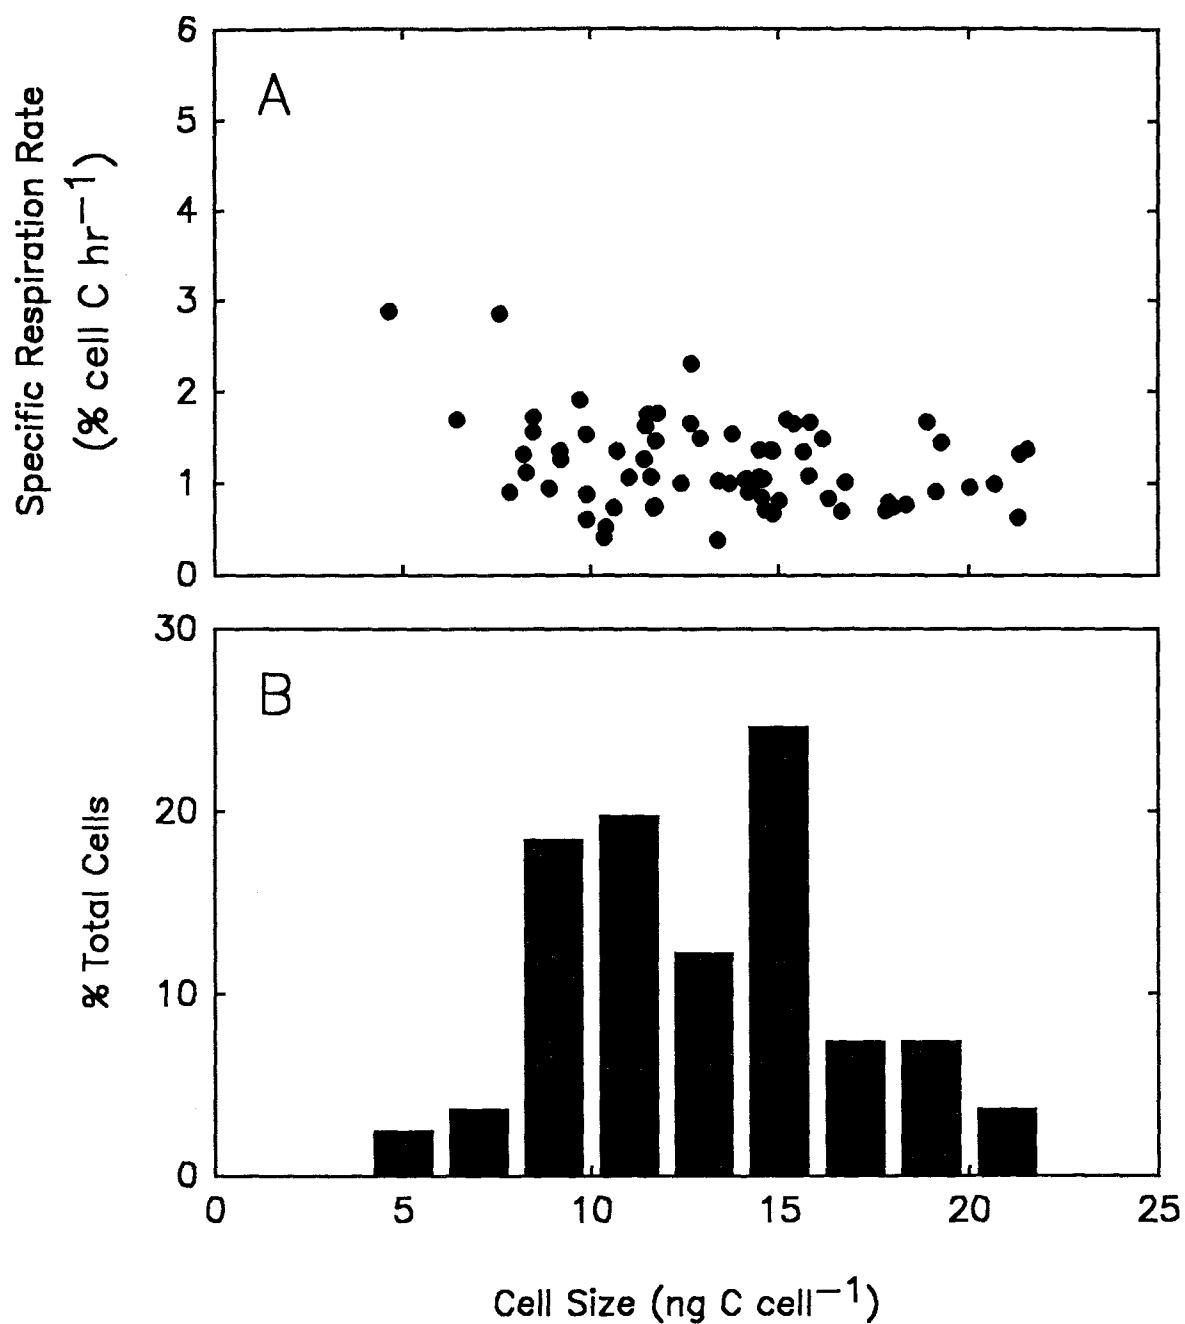 A
Specific Respiration Rate
(% cell C hr−1)
6
5
4
3
2
1
0
B
% Total Cells
30
20
10
0
0 5 10 15 20 25
Cell Size (ng C cell−1)